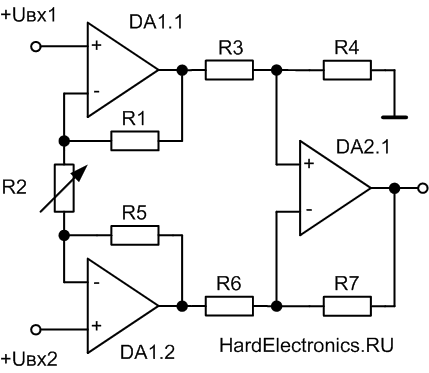 +Uвх1
DA1.1
R3
R4
+
-
R1
R2
DA2.1
+
-
R5
-
+
R6
R7
DA1.2
+Uвх2
HardElectronics.RU